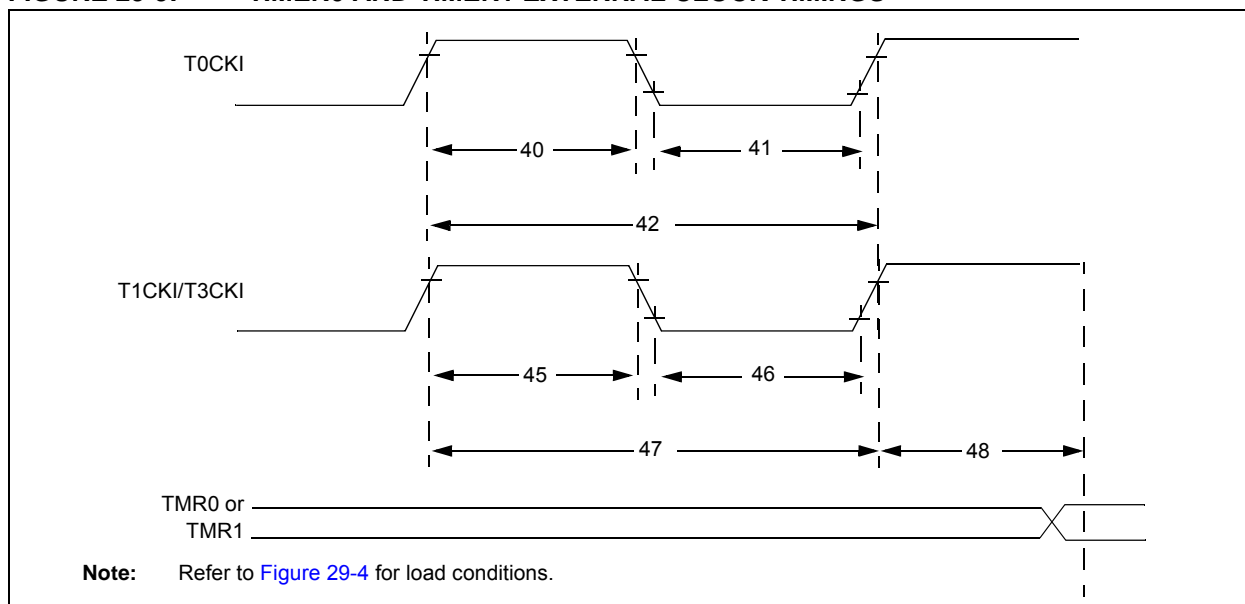 T0CKI
40
41
42
T1CKI/T3CKI
45
46
47
48
TMR0 or
TMR1
Note: Refer to Figure 29-4 for load conditions.